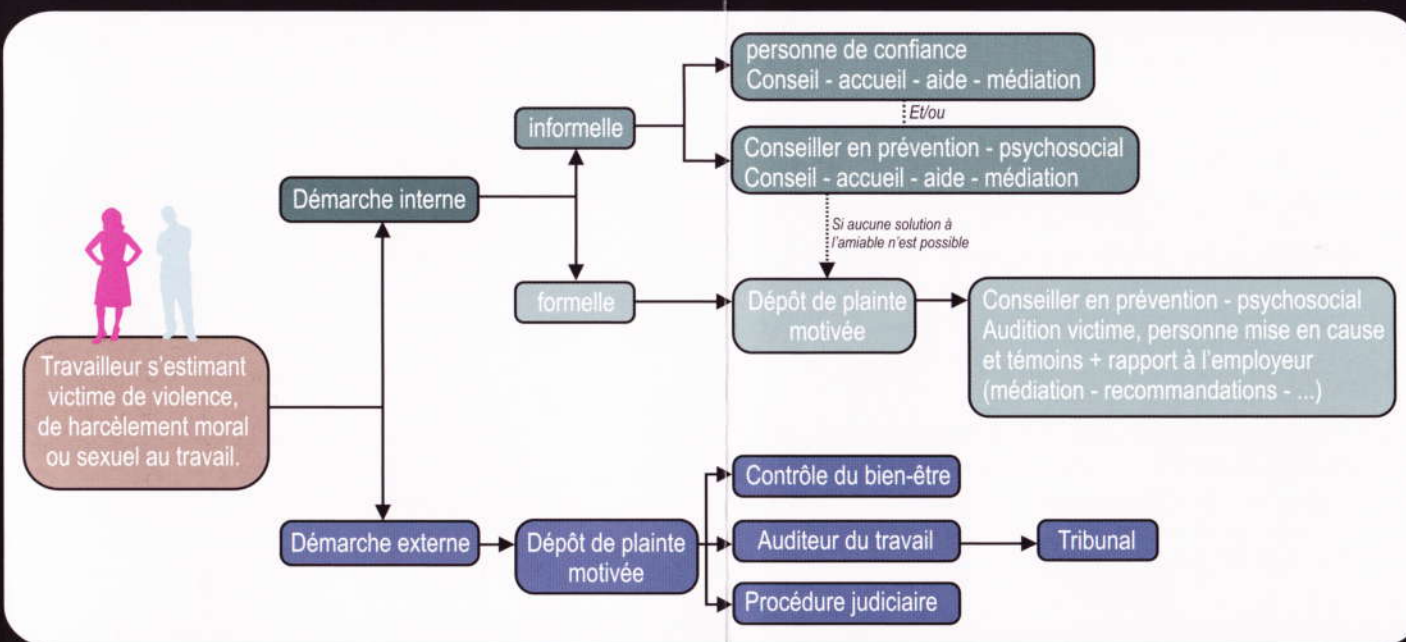 personne de confiance
Conseil - accueil - aide - médiation
Et/ou
informelle
Conseiller en prévention - psychosocial
Conseil - accueil - aide - médiation
Démarche interne
Si aucune solution à
l'amiable n'est possible
formelle
Dépôt de plainte
motivée
Conseiller en prévention - psychosocial
Audition victime, personne mise en cause
et témoins + rapport à l'employeur
(médiation - recommandations - ...)
Travailleur s'estimant
victime de violence,
de harcèlement moral
ou sexuel au travail.
Contrôle du bien-être
Démarche externe
Dépôt de plainte
motivée
Auditeur du travail
Tribunal
Procédure judiciaire